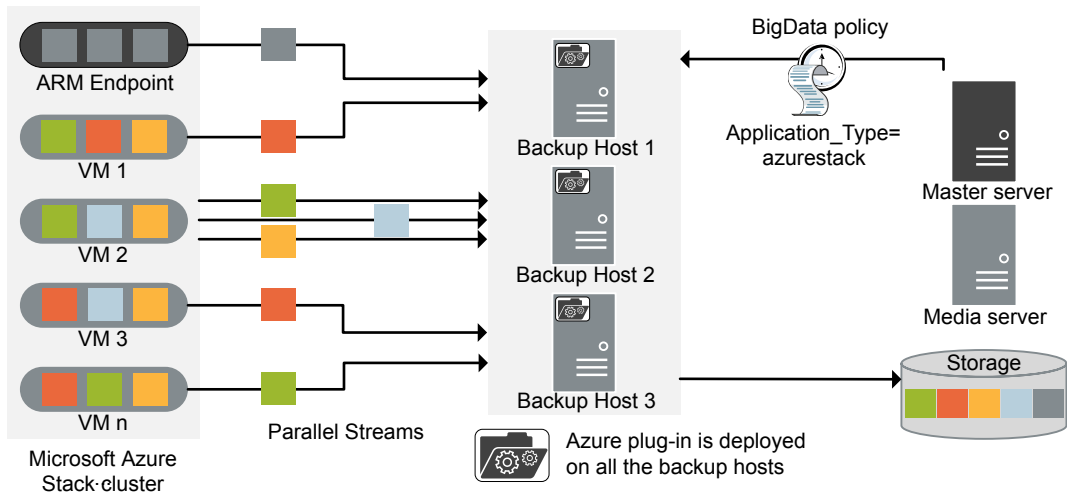 ARM Endpoint
VM 1
VM 2
VM 3
VM n
Microsoft Azure
Stack·cluster
Parallel Streams
Backup Host 1
Backup Host 2
Backup Host 3
Azure plug-in is deployed
on all the backup hosts
BigData policy
Application_Type=
azurestack
Master server
Media server
Storage